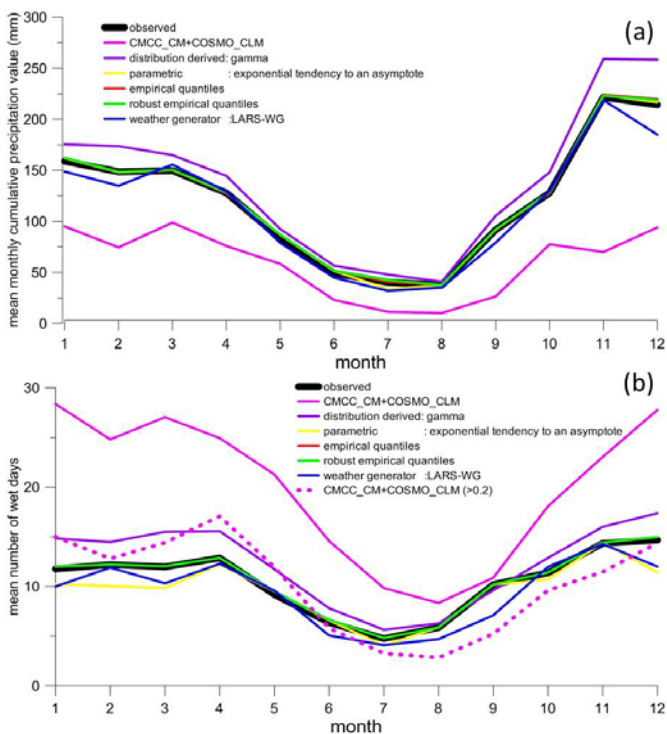 (a)
mean monthly cumulative precipitation value (mm)
300
250
200
150
100
50
0
observed
CMCC_CM+COSMO_CLM
distribution derived: gamma
parametric : exponential tendency to an asymptote
empirical quantiles
robust empirical quantiles
weather generator :LARS-WG
1 2 3 4 5 6 7 8 9 10 11 12
month
(b)
mean number of wet days
30
20
10
0
observed
CMCC_CM+COSMO_CLM
distribution derived: gamma
parametric : exponential tendency to an asymptote
empirical quantiles
robust empirical quantiles
weather generator :LARS-WG
CMCC_CM+COSMO_CLM (>0.2)
1 2 3 4 5 6 7 8 9 10 11 12
month